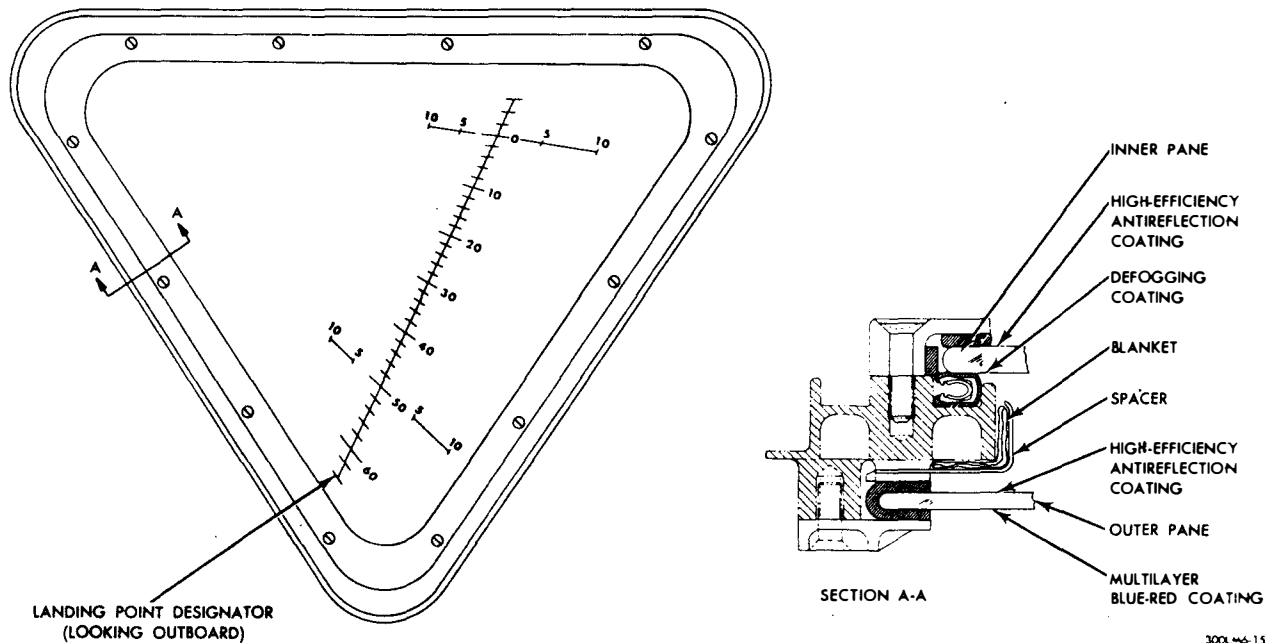 10 5 0 5 10
10
20
30
40
10
5
50
5
10
60
A
A
LANDING POINT DESIGNATOR
(LOOKING OUTBOARD)
INNER PANE
HIGH-EFFICIENCY
ANTIREFLECTION
COATING
DEFOGGING
COATING
BLANKET
SPACER
HIGH-EFFICIENCY
ANTIREFLECTION
COATING
OUTER PANE
MULTILAYER
BLUE-RED COATING
SECTION A-A